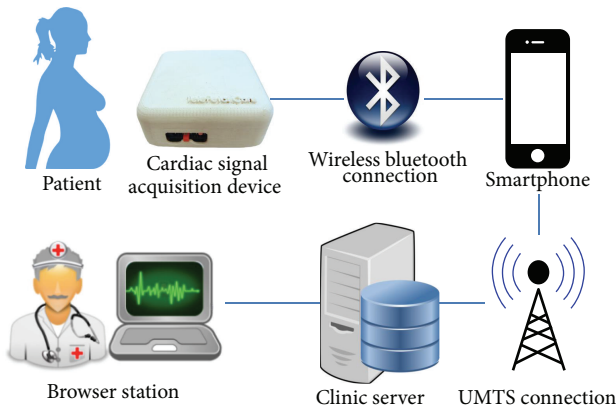 Patient
Cardiac signal
acquisition device
Wireless bluetooth
connection
Smartphone
Browser station
Clinic server
UMTS connection